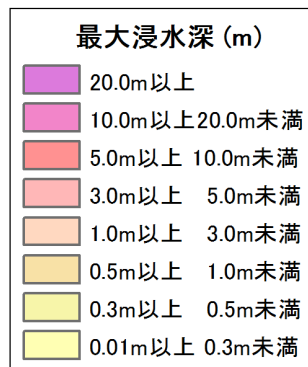 最大浸水深(m)
20.0m以上
10.0m以上20.0m未満
5.0m以上 10.0m未満
3.0m以上 5.0m未満
1.0m以上 3.0m未満
0.5m以上 1.0m未満
0.3m以上 0.5m未満
0.01m以上 0.3m未満